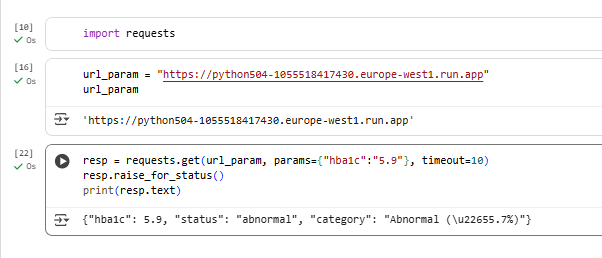 [10]
0s
import requests
[16]
0s
url_param = "https://python504-1055518417430.europe-west1.run.app"
url_param
'https://python504-1055518417430.europe-west1.run.app'
[22]
0s
resp = requests.get(url_param, params={"hba1c":"5.9"}, timeout=10)
resp.raise_for_status()
print(resp.text)
{"hba1c": 5.9, "status": "abnormal", "category": "Abnormal (\u22655.7%)"}